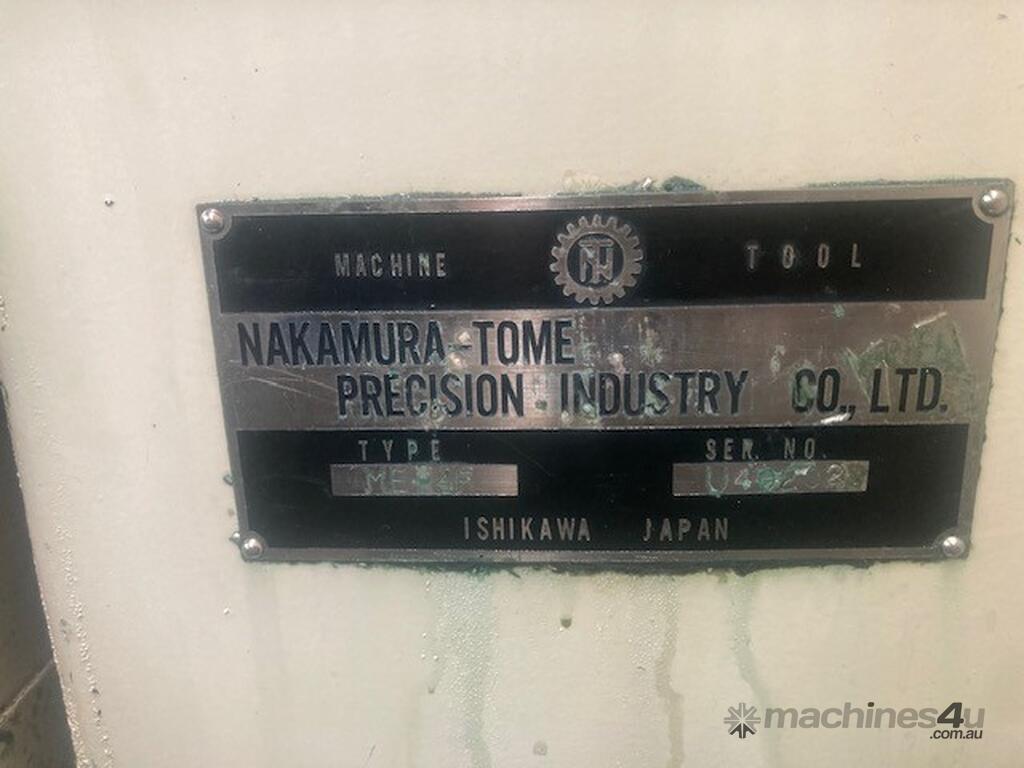 MACHINE TOOL
NAKAMURA-TOME
PRECISION INDUSTRY CO., LTD.
TYPE SER. NO.
ISHIKAWA JAPAN
machines4u
.com.au